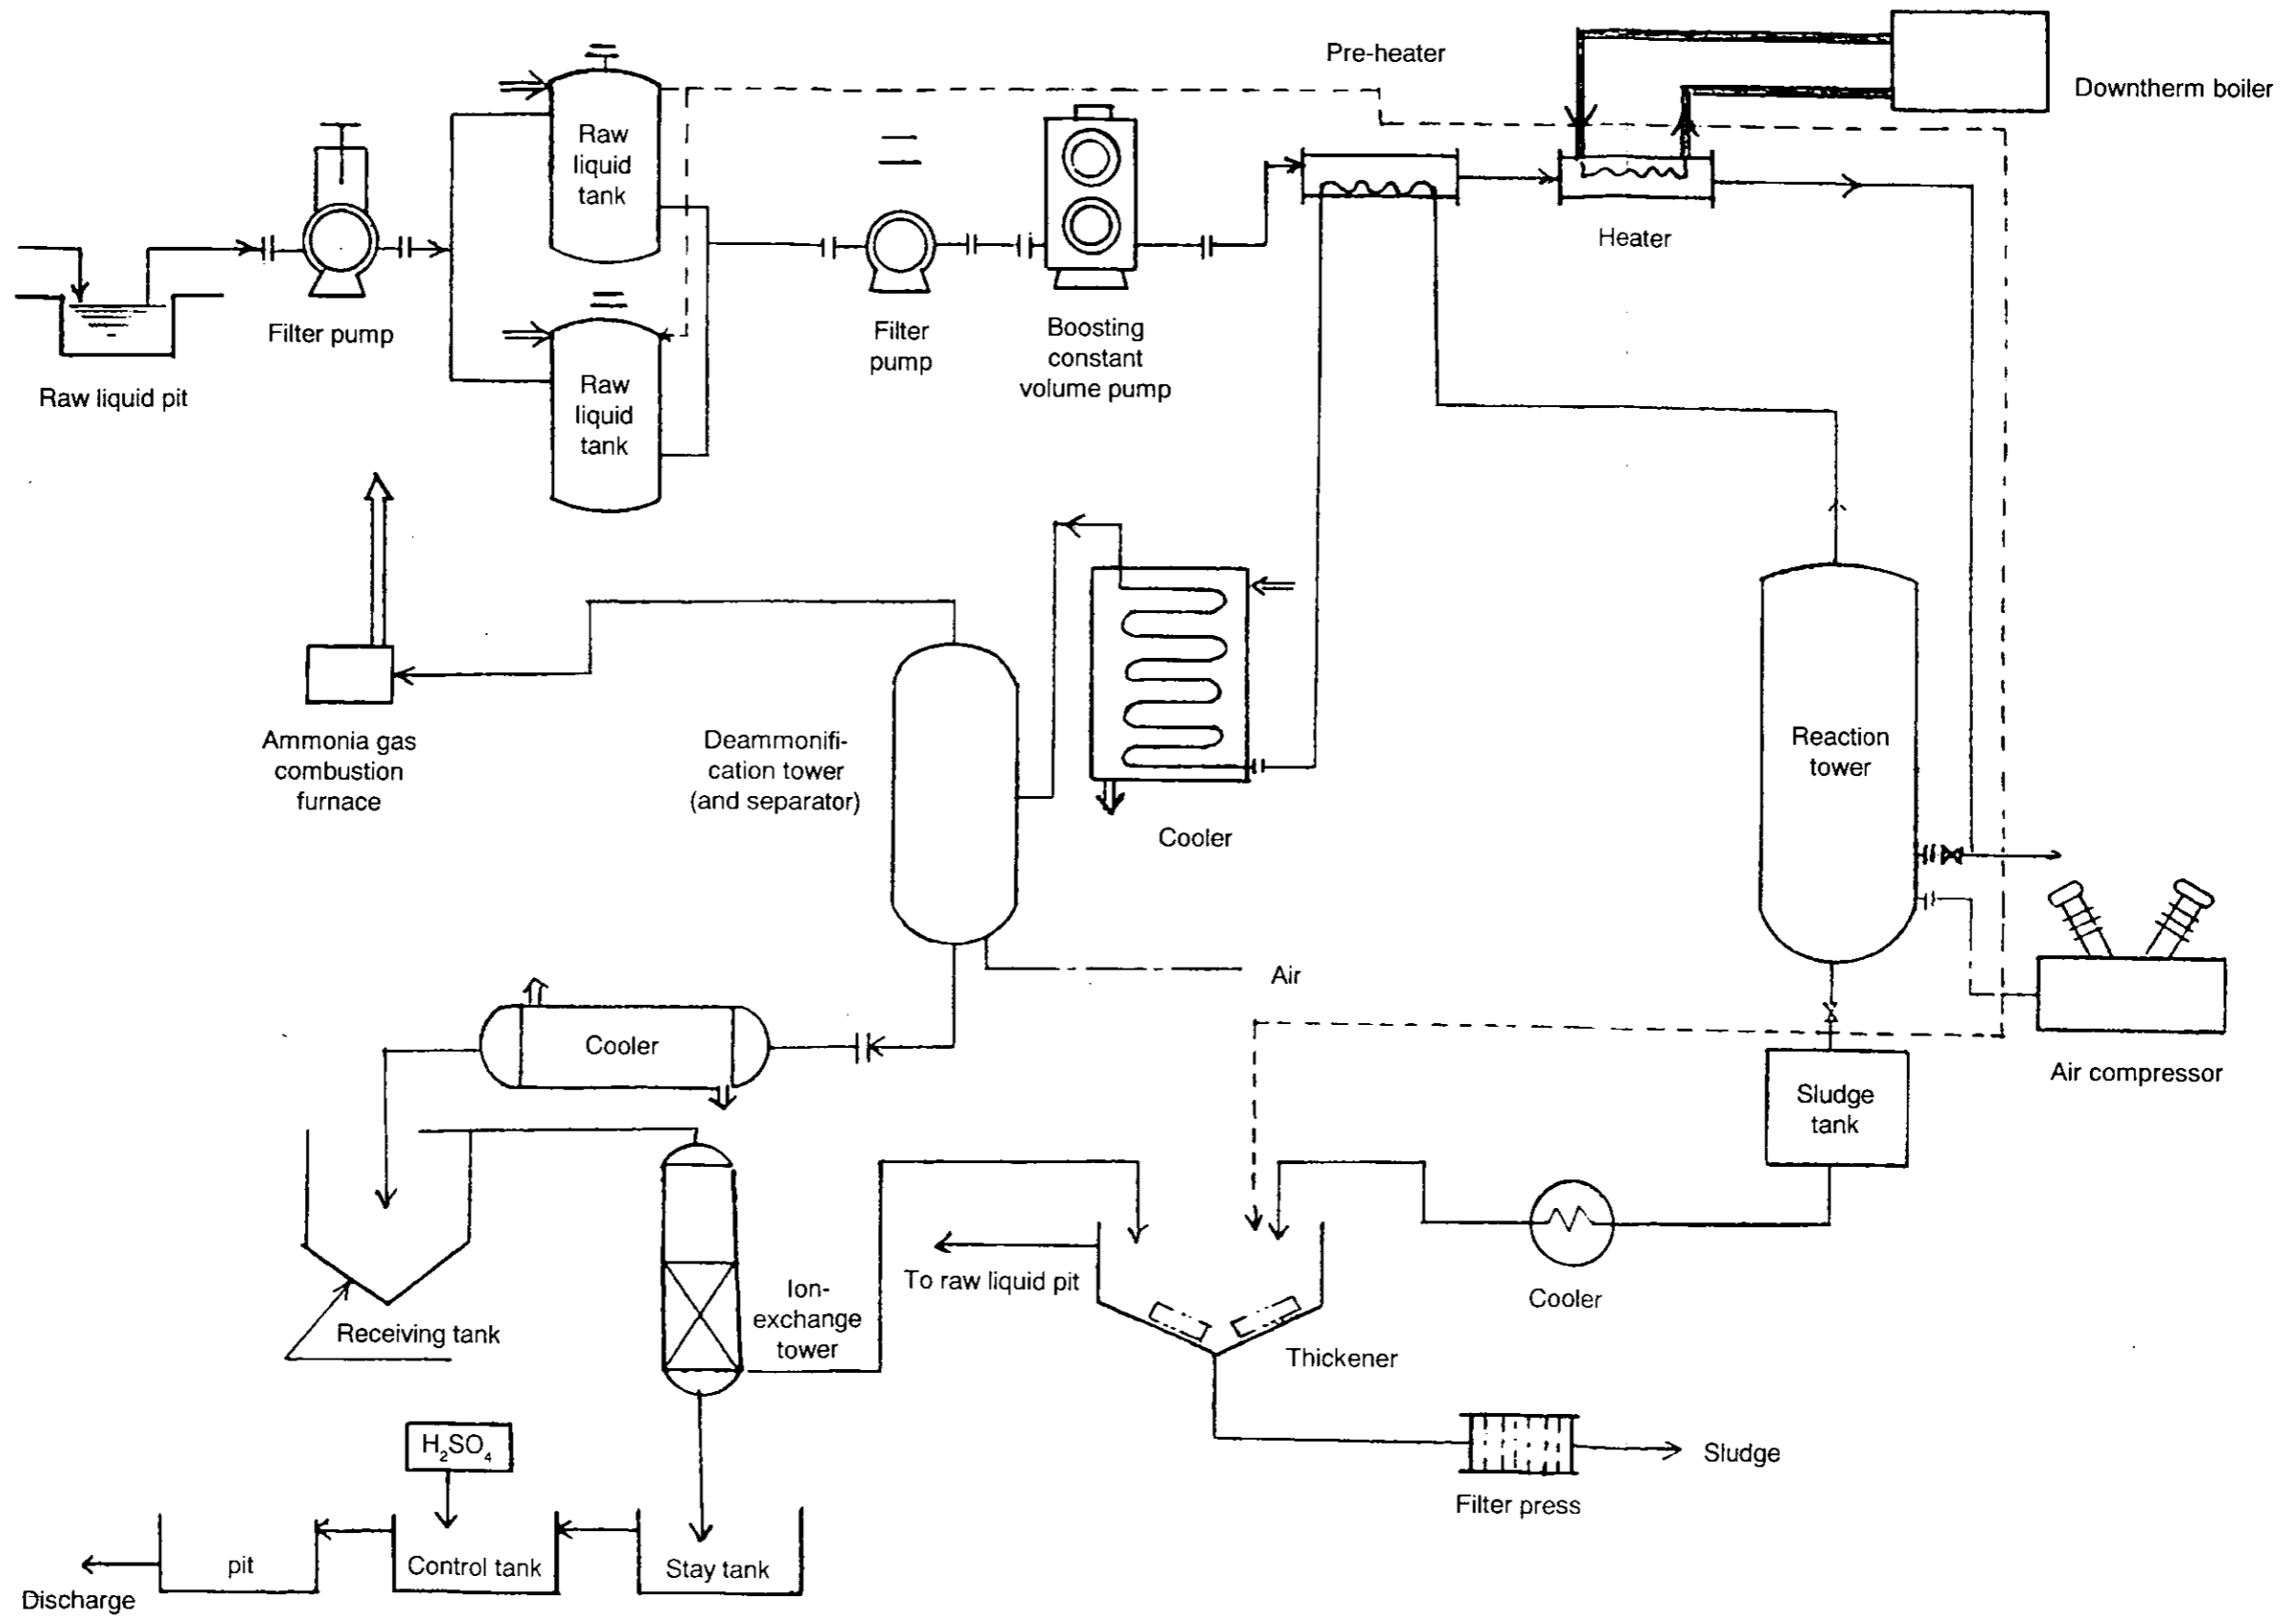 Pre-heater
Downtherm boiler
Raw
liquid
tank
Heater
Filter pump
Filter
pump
Boosting
constant
volume pump
Raw liquid pit
Raw
liquid
tank
Ammonia gas
combustion
furnace
Deammonifi-
cation tower
(and separator)
Cooler
Reaction
tower
Air
Cooler
Air compressor
Sludge
tank
To raw liquid pit
Ion-
exchange
tower
Cooler
Receiving tank
Thickener
H₂SO₄
Sludge
Filter press
pit
Control tank
Stay tank
Discharge